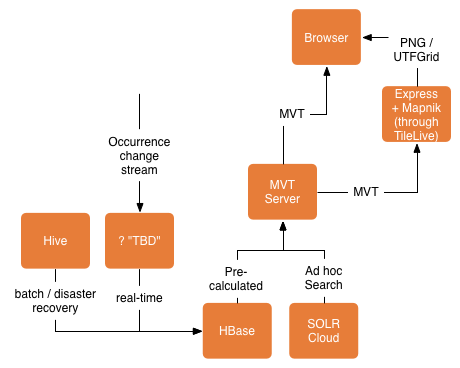 Browser
PNG /
UTFGrid
Express
+ Mapnik
(through
TileLive)
MVT
Occurrence
change
stream
MVT
Server
MVT
Hive
? "TBD"
Pre-
calculated
Ad hoc
Search
batch / disaster
recovery
real-time
HBase
SOLR
Cloud